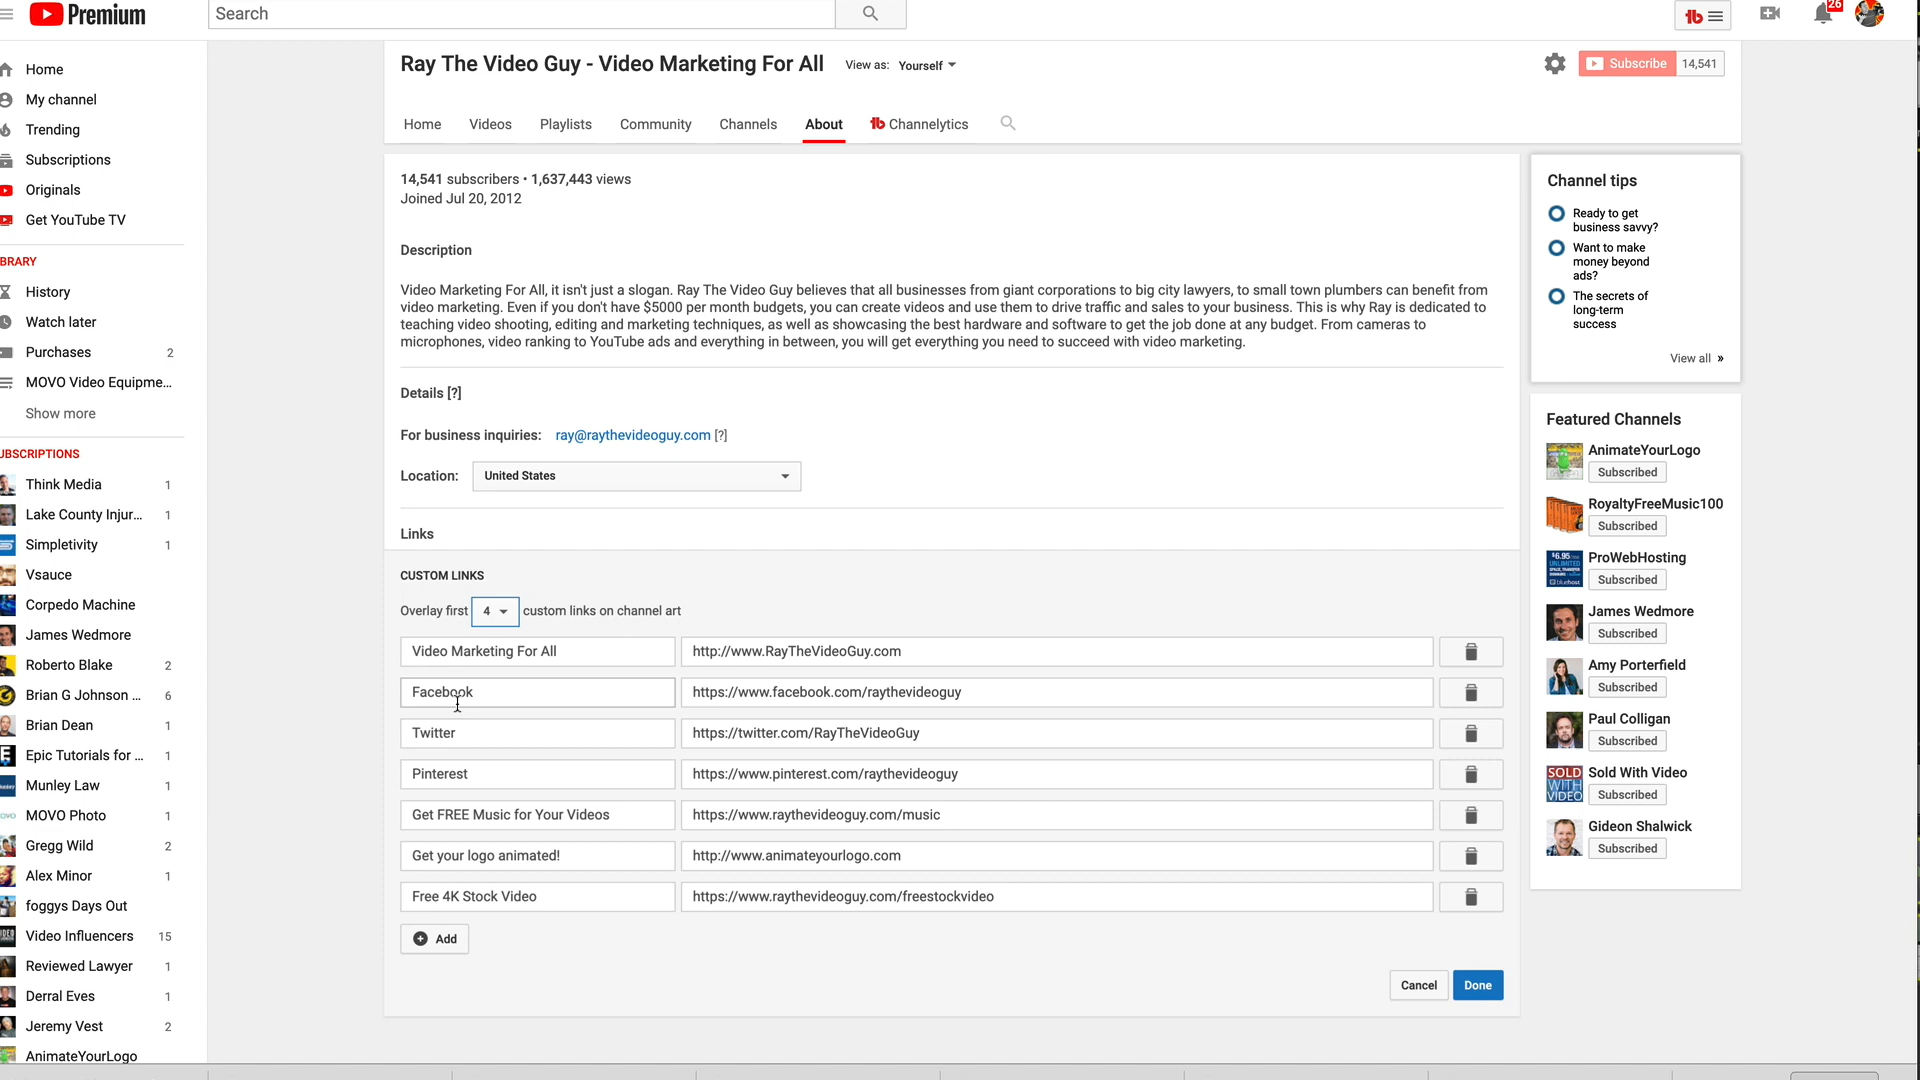 Premium
Search
26
Home
My channel
Trending
Subscriptions
Originals
Get YouTube TV
BRARY
History
Watch later
Purchases 2
MOVO Video Equipme...
Show more
UBSCRIPTIONS
Think Media 1
Lake County Injur... 1
Simpletivity 1
Vsauce
Corpedo Machine
James Wedmore
Roberto Blake 2
Brian G Johnson ... 6
Brian Dean 1
Epic Tutorials for ... 1
Munley Law 1
MOVO Photo 1
Gregg Wild 2
Alex Minor 1
foggys Days Out
Video Influencers 15
Reviewed Lawyer 1
Derral Eves 1
Jeremy Vest 2
AnimateYourLogo
Ray The Video Guy - Video Marketing For All View as: Yourself
Subscribe 14,541
Home Videos Playlists Community Channels About Channelytics
14,541 subscribers • 1,637,443 views
Joined Jul 20, 2012
Description
Video Marketing For All, it isn't just a slogan. Ray The Video Guy believes that all businesses from giant corporations to big city lawyers, to small town plumbers can benefit from
video marketing. Even if you don't have $5000 per month budgets, you can create videos and use them to drive traffic and sales to your business. This is why Ray is dedicated to
teaching video shooting, editing and marketing techniques, as well as showcasing the best hardware and software to get the job done at any budget. From cameras to
microphones, video ranking to YouTube ads and everything in between, you will get everything you need to succeed with video marketing.
Details [?]
For business inquiries: ray@raythevideoguy.com [?]
Location: United States
Links
CUSTOM LINKS
Overlay first 4 custom links on channel art
Video Marketing For All http://www.RayTheVideoGuy.com
Facebook https://www.facebook.com/raythevideoguy
Twitter https://twitter.com/RayTheVideoGuy
Pinterest https://www.pinterest.com/raythevideoguy
Get FREE Music for Your Videos https://www.raythevideoguy.com/music
Get your logo animated! http://www.animateyourlogo.com
Free 4K Stock Video https://www.raythevideoguy.com/freestockvideo
Add
Cancel Done
Channel tips
Ready to get
business savvy?
Want to make
money beyond
ads?
The secrets of
long-term
success
View all »
Featured Channels
AnimateYourLogo
Subscribed
RoyaltyFreeMusic100
Subscribed
ProWebHosting
Subscribed
James Wedmore
Subscribed
Amy Porterfield
Subscribed
Paul Colligan
Subscribed
SOLD
WITH
VIDEO
Sold With Video
Subscribed
Gideon Shalwick
Subscribed